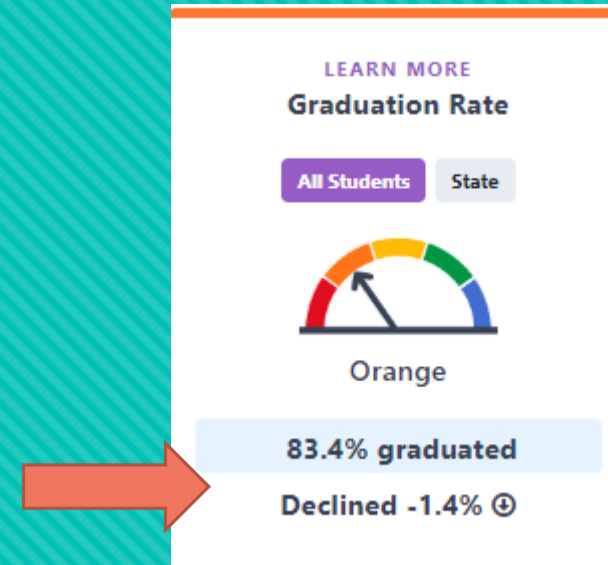 LEARN MORE
Graduation Rate
All Students State
Orange
83.4% graduated
Declined -1.4%